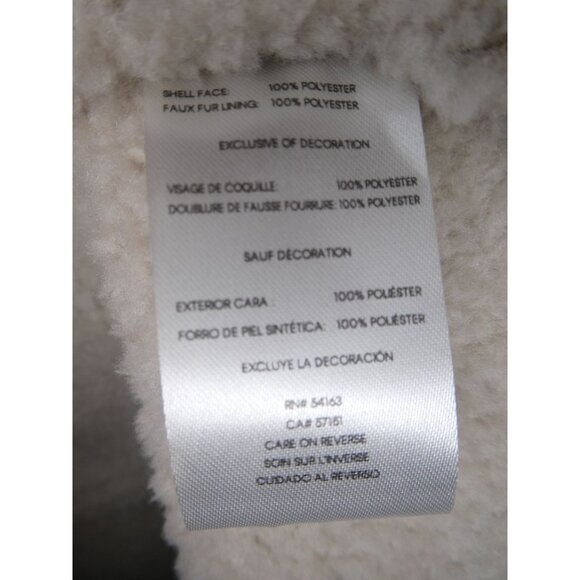 SHELL FACE: 100% POLYESTER
FAUX FUR LINING: 100% POLYESTER
EXCLUSIVE OF DECORATION
VISAGE DE COQUILLE: 100% POLYESTER
DOUBLURE DE FAUSSE FOURRURE: 100% POLYESTER
SAUF DÉCORATION
EXTERIOR CARA : 100% POLIÉSTER
FORRO DE PIEL SINTÉTICA: 100% POLIÉSTER
EXCLUYE LA DECORACIÓN
RN# 54163
CA# 57151
CARE ON REVERSE
SOIN SUR L'INVERSE
CUIDADO AL REVERSO